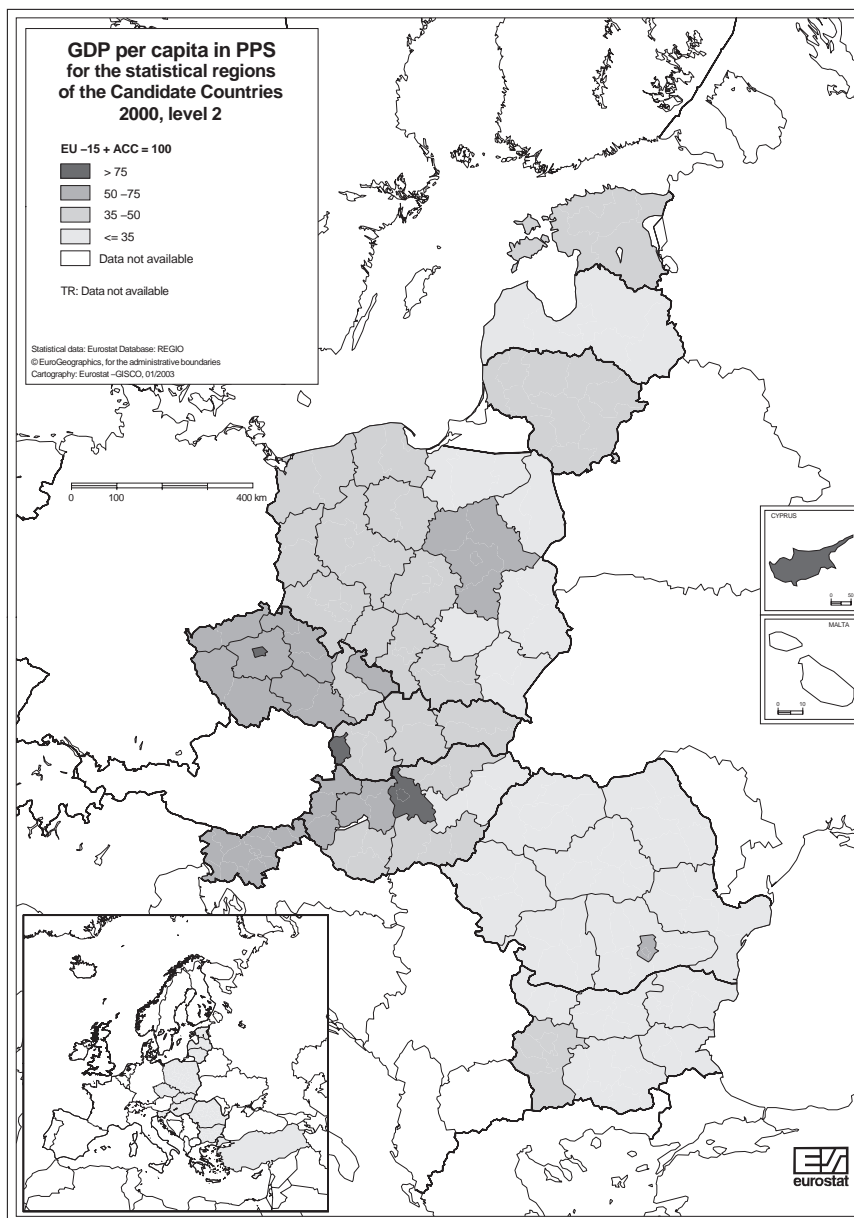 GDP per capita in PPS
for the statistical regions
of the Candidate Countries
2000, level 2
EU –15 + ACC = 100
> 75
50 –75
35 –50
<= 35
Data not available
TR: Data not available
Statistical data: Eurostat Database: REGIO
© EuroGeographics, for the administrative boundaries
Cartography: Eurostat –GISCO, 01/2003
0 100 400 km
CYPRUS
0 50
MALTA
0 10
eurostat